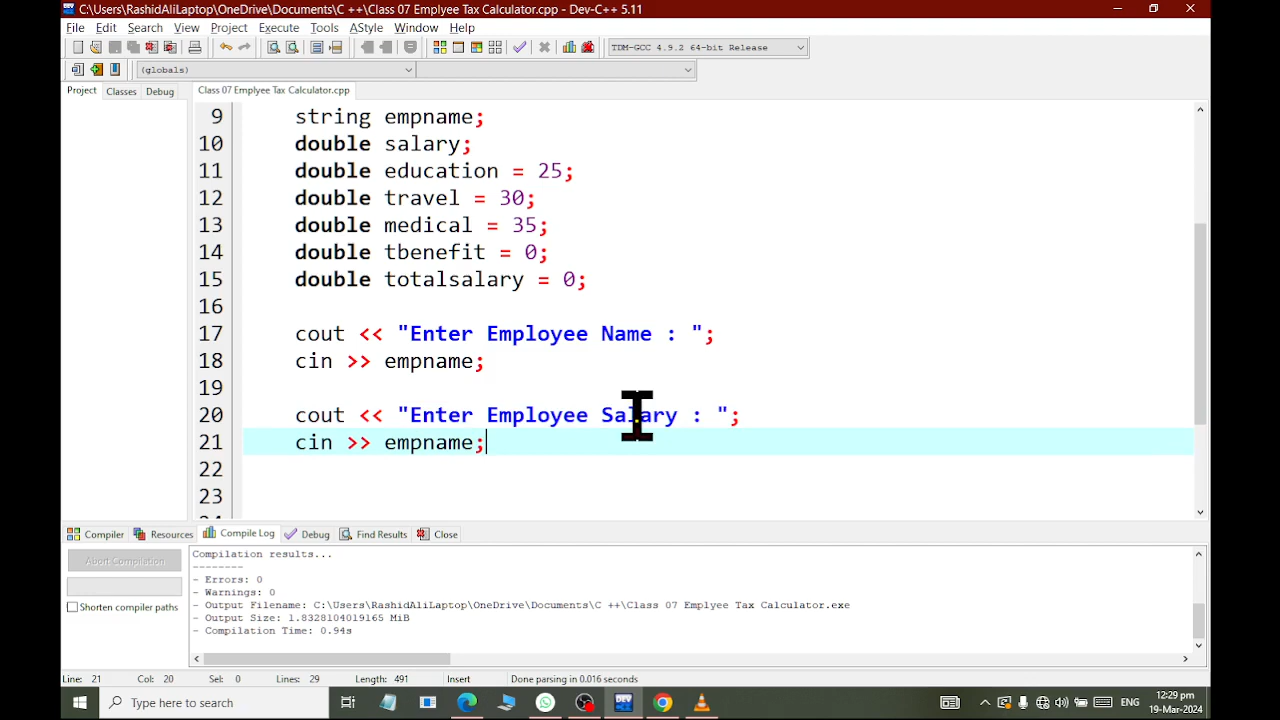 C:\Users\RashidAliLaptop\OneDrive\Documents\C ++\Class 07 Emplyee Tax Calculator.cpp - Dev-C++ 5.11
File Edit Search View Project Execute Tools AStyle Window Help
TDM-GCC 4.9.2 64-bit Release
(globals)
Project Classes Debug
Class 07 Emplyee Tax Calculator.cpp
9 string empname;
10 double salary;
11 double education = 25;
12 double travel = 30;
13 double medical = 35;
14 double tbenefit = 0;
15 double totalsalary = 0;
16
17 cout << "Enter Employee Name : ";
18 cin >> empname;
19
20 cout << "Enter Employee Salary : ";
21 cin >> empname;
22
23
Compiler Resources Compile Log Debug Find Results Close
Abort Compilation
Shorten compiler paths
Compilation results...
--------
- Errors: 0
- Warnings: 0
- Output Filename: C:\Users\RashidAliLaptop\OneDrive\Documents\C ++\Class 07 Emplyee Tax Calculator.exe
- Output Size: 1.8328104019165 MiB
- Compilation Time: 0.94s
Line: 21 Col: 20 Sel: 0 Lines: 29 Length: 491 Insert Done parsing in 0.016 seconds
Type here to search
ENG
12:29 pm
19-Mar-2024